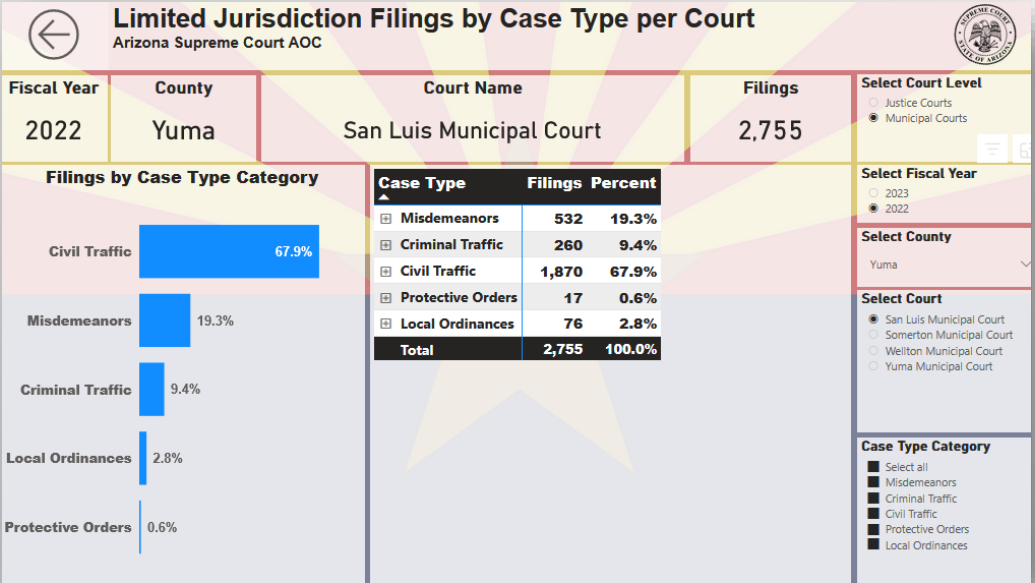 Limited Jurisdiction Filings by Case Type per Court
Arizona Supreme Court AOC
SUPREME COURT
STATE OF ARIZONA
Fiscal Year
2022
County
Yuma
Court Name
San Luis Municipal Court
Filings
2,755
Select Court Level
Justice Courts
Municipal Courts
Select Fiscal Year
2023
2022
Select County
Yuma
Select Court
San Luis Municipal Court
Somerton Municipal Court
Wellton Municipal Court
Yuma Municipal Court
Case Type Category
Select all
Misdemeanors
Criminal Traffic
Civil Traffic
Protective Orders
Local Ordinances
Filings by Case Type Category
Civil Traffic 67.9%
Misdemeanors 19.3%
Criminal Traffic 9.4%
Local Ordinances 2.8%
Protective Orders 0.6%
Case Type Filings Percent
Misdemeanors 532 19.3%
Criminal Traffic 260 9.4%
Civil Traffic 1,870 67.9%
Protective Orders 17 0.6%
Local Ordinances 76 2.8%
Total 2,755 100.0%